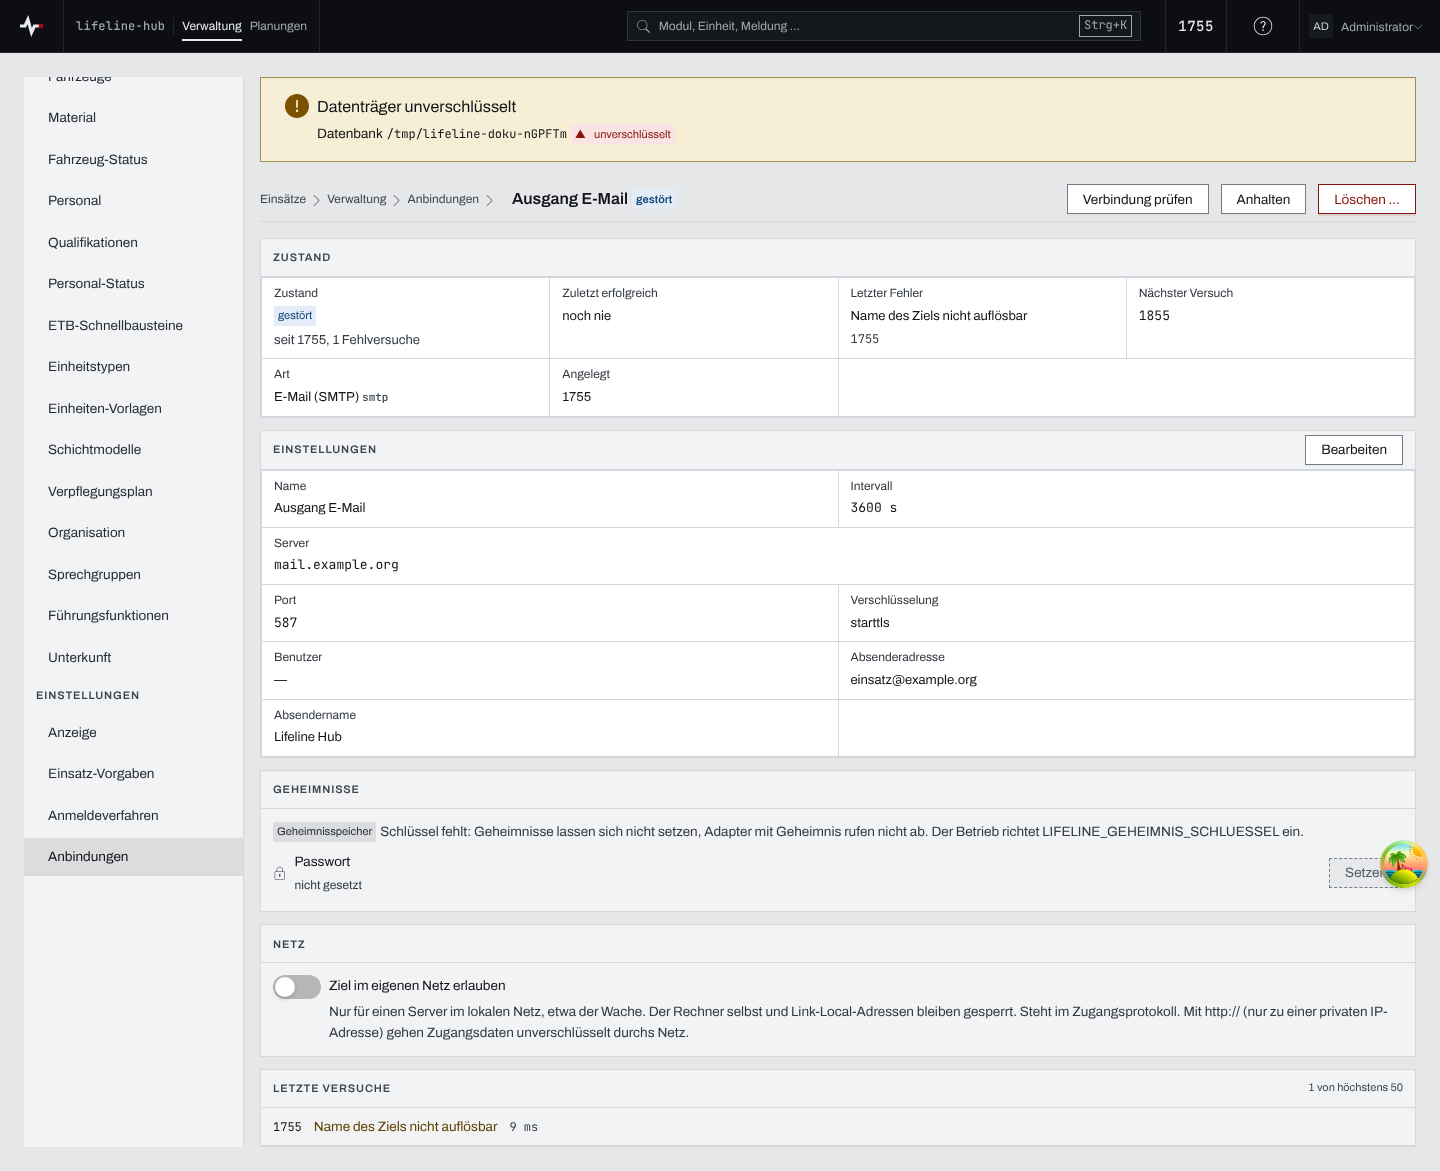 lifeline-hub
Verwaltung
Planungen
Modul, Einheit, Meldung ...
Strg+K
1755
AD
Administrator
Fahrzeuge
Material
Fahrzeug-Status
Personal
Qualifikationen
Personal-Status
ETB-Schnellbausteine
Einheitstypen
Einheiten-Vorlagen
Schichtmodelle
Verpflegungsplan
Organisation
Sprechgruppen
Führungsfunktionen
Unterkunft
EINSTELLUNGEN
Anzeige
Einsatz-Vorgaben
Anmeldeverfahren
Anbindungen
Datenträger unverschlüsselt
Datenbank /tmp/lifeline-doku-nGPFTm unverschlüsselt
Einsätze
Verwaltung
Anbindungen
Ausgang E-Mail gestört
Verbindung prüfen
Anhalten
Löschen ...
ZUSTAND
Zustand
gestört
seit 1755, 1 Fehlversuche
Zuletzt erfolgreich
noch nie
Letzter Fehler
Name des Ziels nicht auflösbar
1755
Nächster Versuch
1855
Art
E-Mail (SMTP) smtp
Angelegt
1755
EINSTELLUNGEN
Bearbeiten
Name
Ausgang E-Mail
Intervall
3600 s
Server
mail.example.org
Port
587
Verschlüsselung
starttls
Benutzer
—
Absenderadresse
einsatz@example.org
Absendername
Lifeline Hub
GEHEIMNISSE
Geheimnisspeicher Schlüssel fehlt: Geheimnisse lassen sich nicht setzen, Adapter mit Geheimnis rufen nicht ab. Der Betrieb richtet LIFELINE_GEHEIMNIS_SCHLUESSEL ein.
Passwort
nicht gesetzt
NETZ
Ziel im eigenen Netz erlauben
Nur für einen Server im lokalen Netz, etwa der Wache. Der Rechner selbst und Link-Local-Adressen bleiben gesperrt. Steht im Zugangsprotokoll. Mit http:// (nur zu einer privaten IP-
Adresse) gehen Zugangsdaten unverschlüsselt durchs Netz.
LETZTE VERSUCHE
1 von höchstens 50
1755 Name des Ziels nicht auflösbar 9 ms